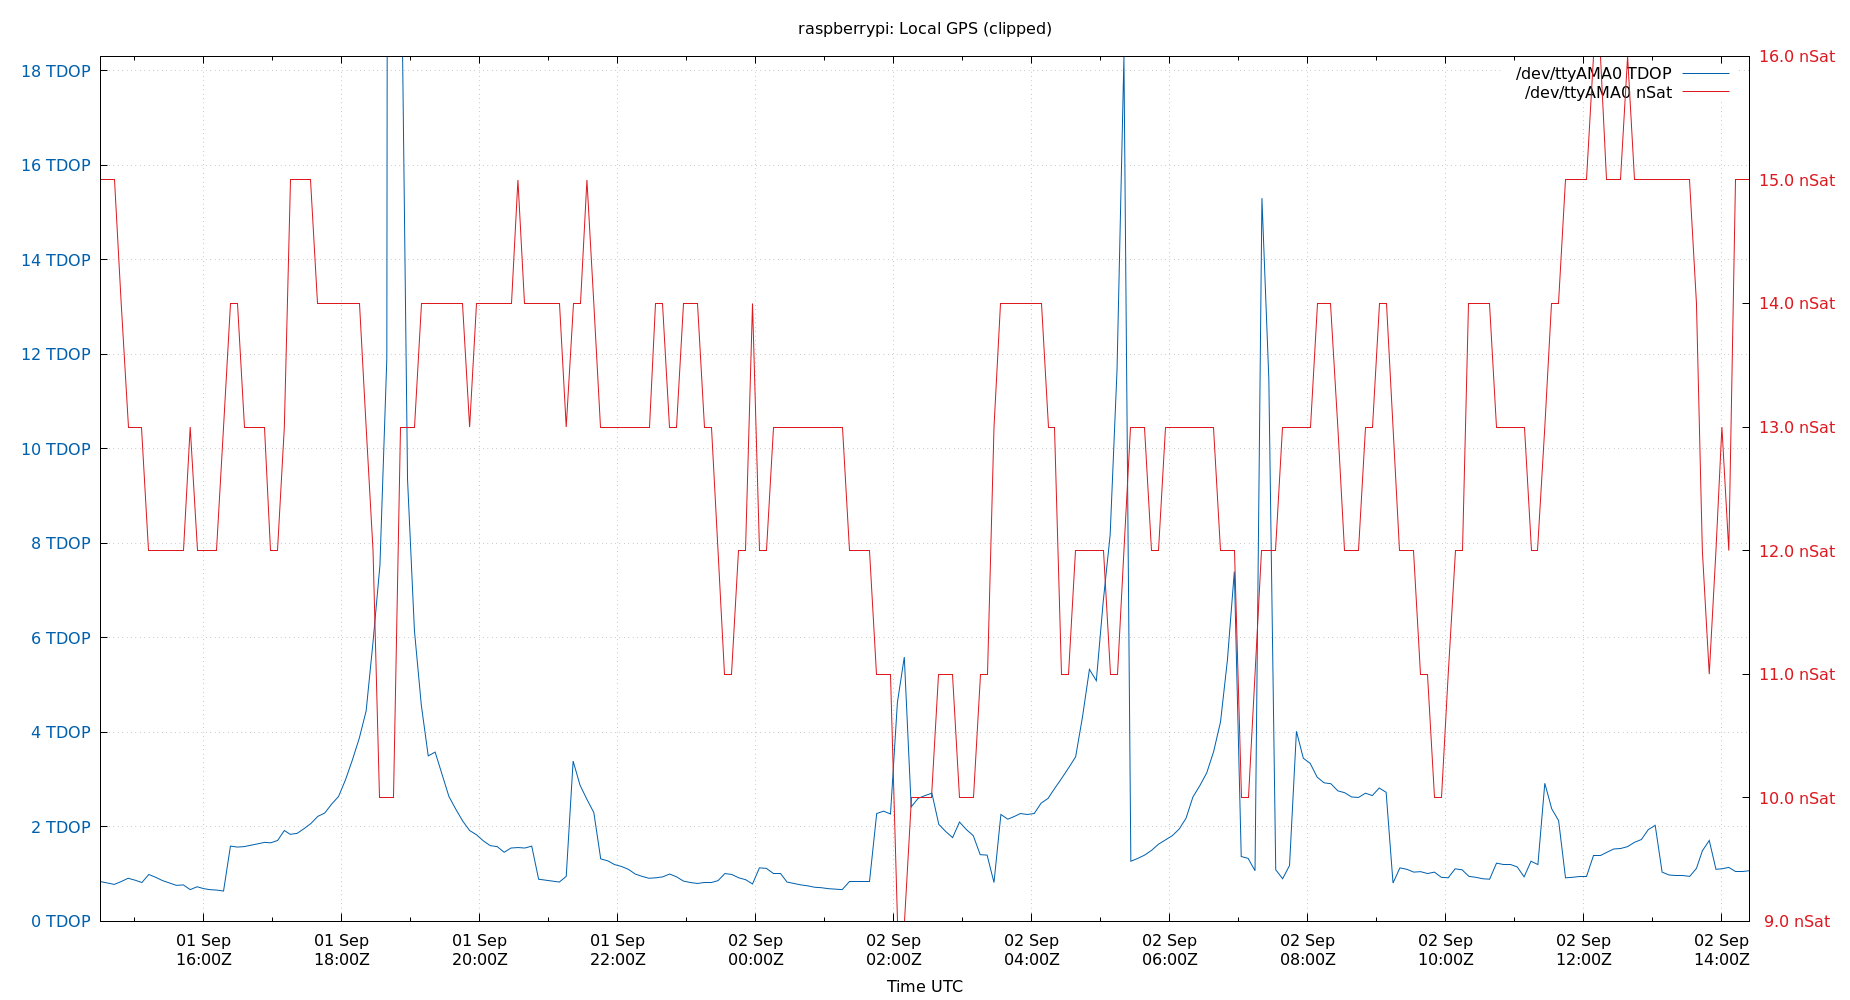 raspberrypi: Local GPS (clipped)
18 TDOP
16 TDOP
14 TDOP
12 TDOP
10 TDOP
8 TDOP
6 TDOP
4 TDOP
2 TDOP
0 TDOP
/dev/ttyAMA0 TDOP
/dev/ttyAMA0 nSat
16.0 nSat
15.0 nSat
14.0 nSat
13.0 nSat
12.0 nSat
11.0 nSat
10.0 nSat
9.0 nSat
01 Sep
16:00Z
01 Sep
18:00Z
01 Sep
20:00Z
01 Sep
22:00Z
02 Sep
00:00Z
02 Sep
02:00Z
02 Sep
04:00Z
02 Sep
06:00Z
02 Sep
08:00Z
02 Sep
10:00Z
02 Sep
12:00Z
02 Sep
14:00Z
Time UTC